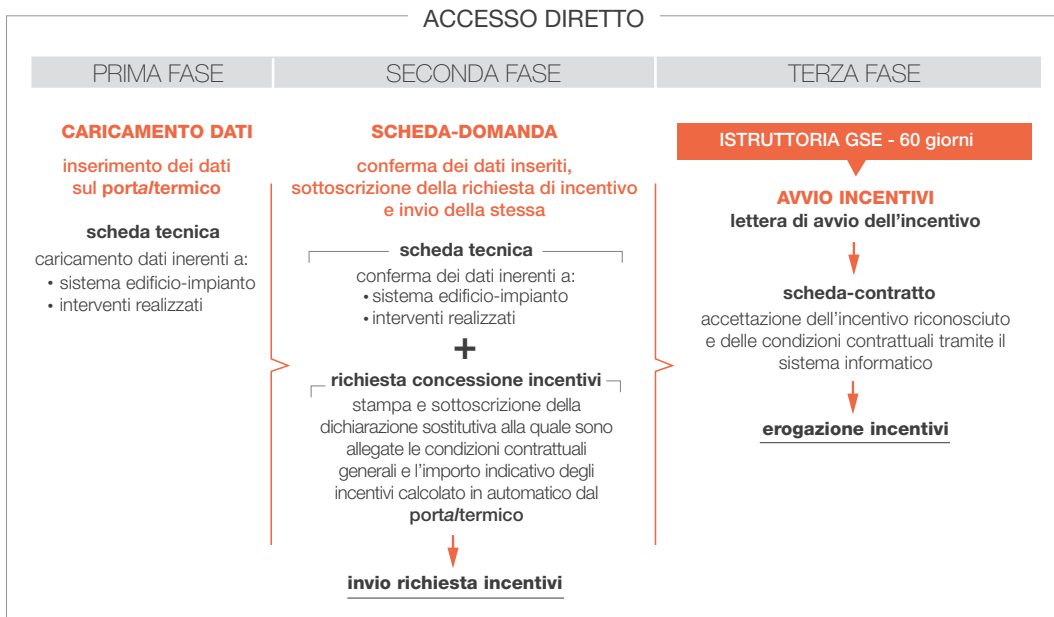 ACCESSO DIRETTO
PRIMA FASE
CARICAMENTO DATI
inserimento dei dati
sul portaltermico
scheda tecnica
caricamento dati inerenti a:
• sistema edificio-impianto
• interventi realizzati
SECONDA FASE
SCHEDA-DOMANDA
conferma dei dati inseriti,
sottoscrizione della richiesta di incentivo
e invio della stessa
scheda tecnica
conferma dei dati inerenti a:
• sistema edificio-impianto
• interventi realizzati
+
richiesta concessione incentivi
stampa e sottoscrizione della
dichiarazione sostitutiva alla quale sono
allegate le condizioni contrattuali
generali e l'importo indicativo degli
incentivi calcolato in automatico dal
portaltermico
invio richiesta incentivi
TERZA FASE
ISTRUTTORIA GSE - 60 giorni
AVVIO INCENTIVI
lettera di avvio dell'incentivo
scheda-contratto
accettazione dell'incentivo riconosciuto
e delle condizioni contrattuali tramite il
sistema informatico
erogazione incentivi